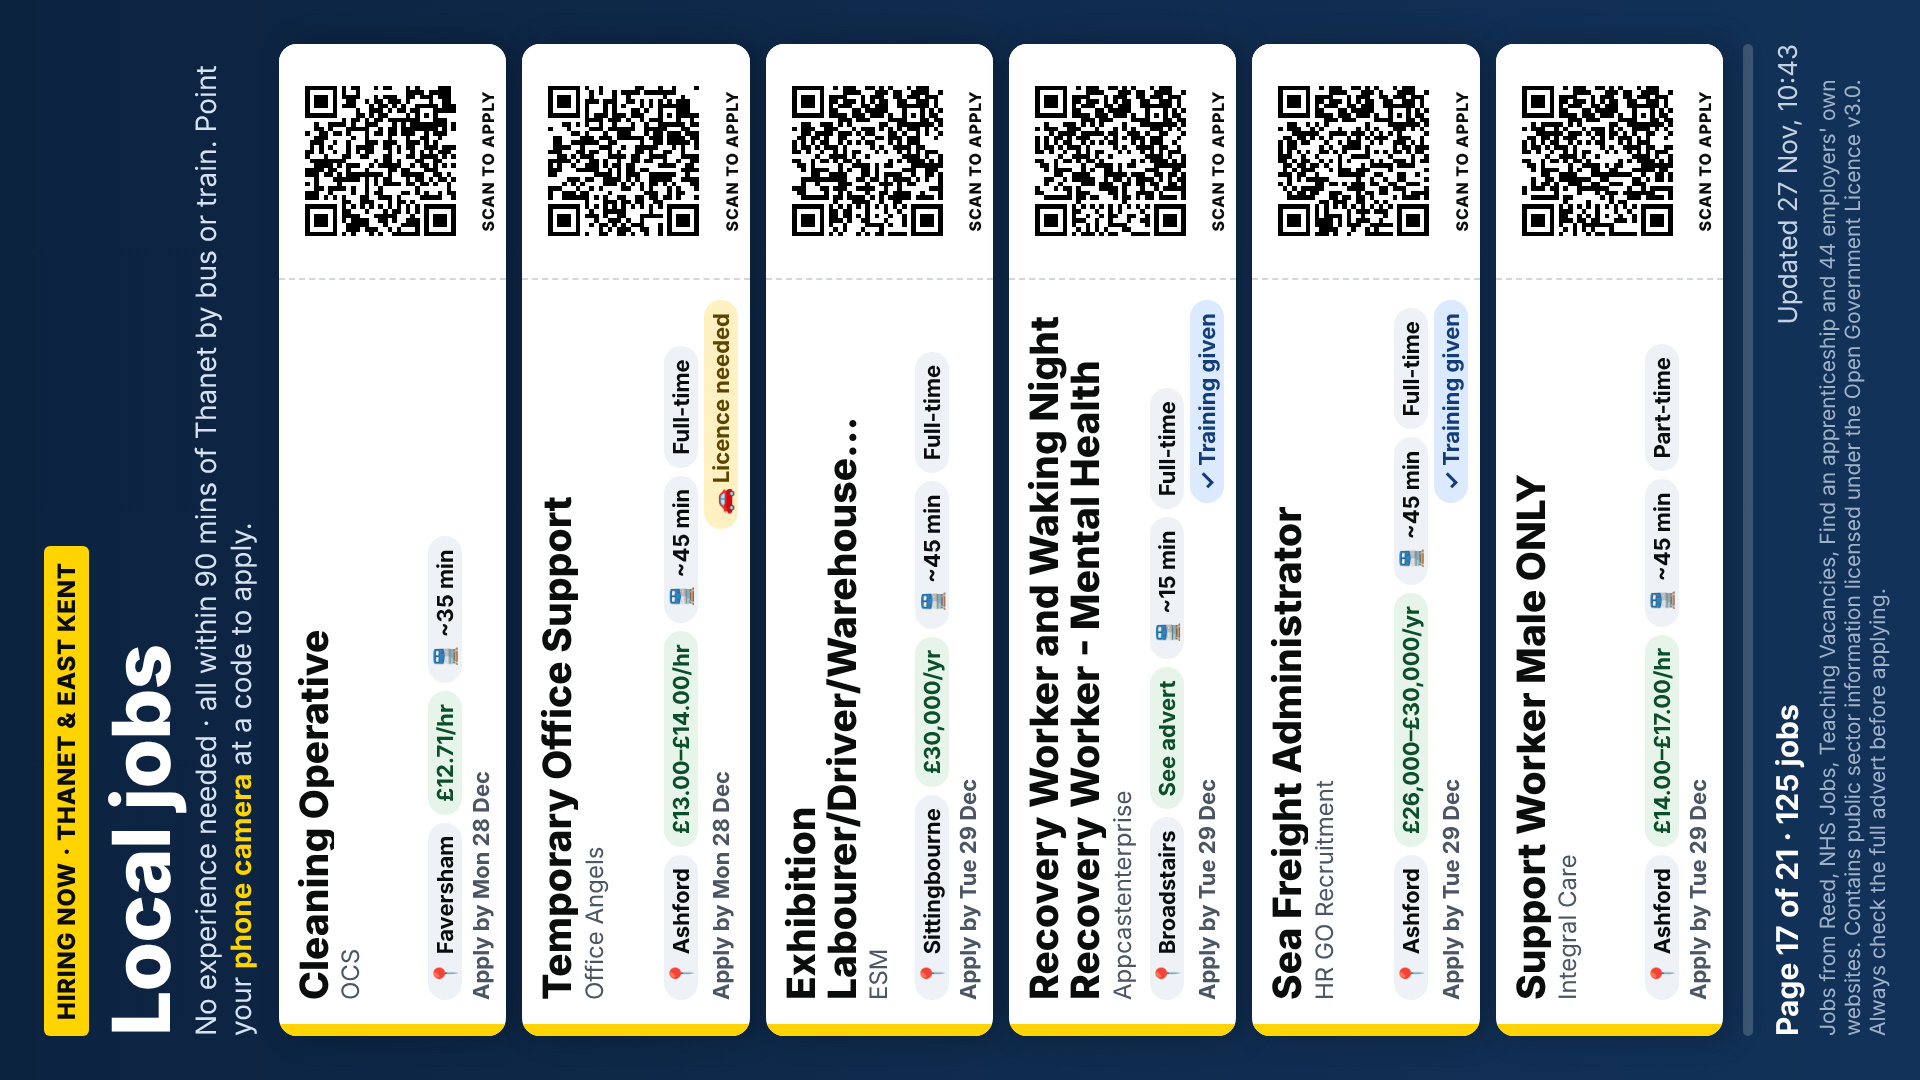 HIRING NOW · THANET & EAST KENT
Local jobs
No experience needed · all within 90 mins of Thanet by bus or train. Point
your phone camera at a code to apply.
Cleaning Operative
OCS
📍 Faversham £12.71/hr 🚆 ~35 min
Apply by Mon 28 Dec
SCAN TO APPLY
Temporary Office Support
Office Angels
📍 Ashford £13.00–£14.00/hr 🚆 ~45 min Full-time
Apply by Mon 28 Dec 🚗 Licence needed
SCAN TO APPLY
Exhibition
Labourer/Driver/Warehouse…
ESM
📍 Sittingbourne £30,000/yr 🚆 ~45 min Full-time
Apply by Tue 29 Dec
SCAN TO APPLY
Recovery Worker and Waking Night
Recovery Worker - Mental Health
Appcastenterprise
📍 Broadstairs See advert 🚆 ~15 min Full-time
Apply by Tue 29 Dec ✓ Training given
SCAN TO APPLY
Sea Freight Administrator
HR GO Recruitment
📍 Ashford £26,000–£30,000/yr 🚆 ~45 min Full-time
Apply by Tue 29 Dec ✓ Training given
SCAN TO APPLY
Support Worker Male ONLY
Integral Care
📍 Ashford £14.00–£17.00/hr 🚆 ~45 min Part-time
Apply by Tue 29 Dec
SCAN TO APPLY
Page 17 of 21 · 125 jobs Updated 27 Nov, 10:43
Jobs from Reed, NHS Jobs, Teaching Vacancies, Find an apprenticeship and 44 employers' own
websites. Contains public sector information licensed under the Open Government Licence v3.0.
Always check the full advert before applying.